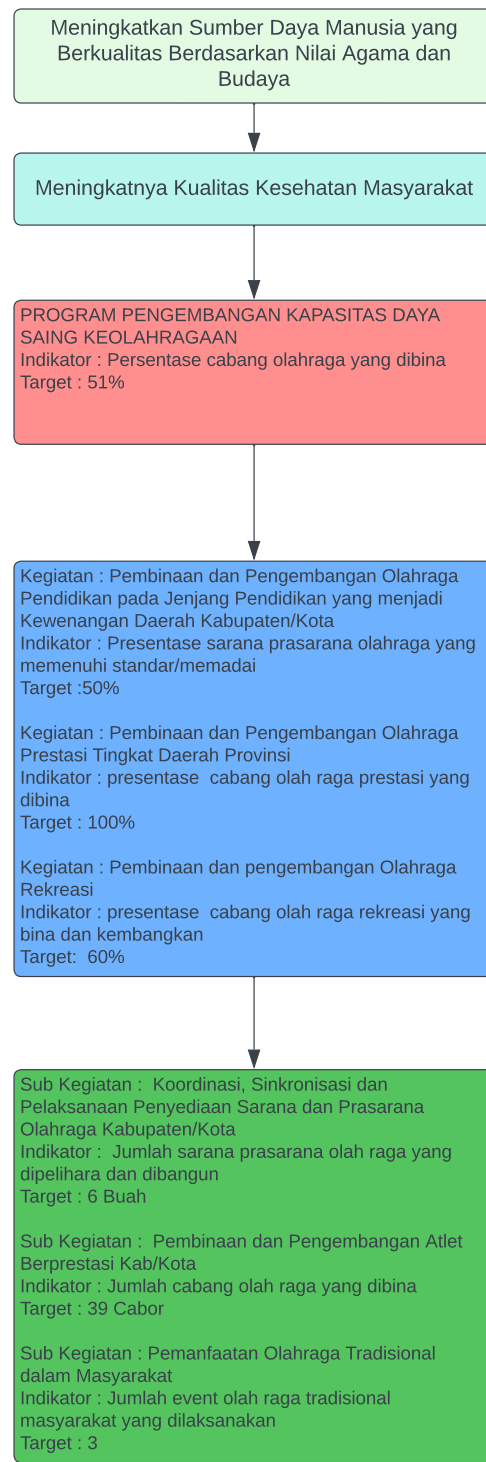 Meningkatkan Sumber Daya Manusia yang
Berkualitas Berdasarkan Nilai Agama dan
Budaya
Meningkatnya Kualitas Kesehatan Masyarakat
PROGRAM PENGEMBANGAN KAPASITAS DAYA
SAING KEOLAHRAGAAN
Indikator : Persentase cabang olahraga yang dibina
Target : 51%
Kegiatan : Pembinaan dan Pengembangan Olahraga
Pendidikan pada Jenjang Pendidikan yang menjadi
Kewenangan Daerah Kabupaten/Kota
Indikator : Presentase sarana prasarana olahraga yang
memenuhi standar/memadai
Target :50%
Kegiatan : Pembinaan dan Pengembangan Olahraga
Prestasi Tingkat Daerah Provinsi
Indikator : presentase  cabang olah raga prestasi yang
dibina
Target : 100%
Kegiatan : Pembinaan dan pengembangan Olahraga
Rekreasi
Indikator : presentase  cabang olah raga rekreasi yang
bina dan kembangkan
Target:  60%
Sub Kegiatan :  Koordinasi, Sinkronisasi dan
Pelaksanaan Penyediaan Sarana dan Prasarana
Olahraga Kabupaten/Kota
Indikator :  Jumlah sarana prasarana olah raga yang
dipelihara dan dibangun
Target : 6 Buah
Sub Kegiatan :  Pembinaan dan Pengembangan Atlet
Berprestasi Kab/Kota
Indikator : Jumlah cabang olah raga yang dibina
Target : 39 Cabor
Sub Kegiatan : Pemanfaatan Olahraga Tradisional
dalam Masyarakat
Indikator : Jumlah event olah raga tradisional
masyarakat yang dilaksanakan
Target : 3